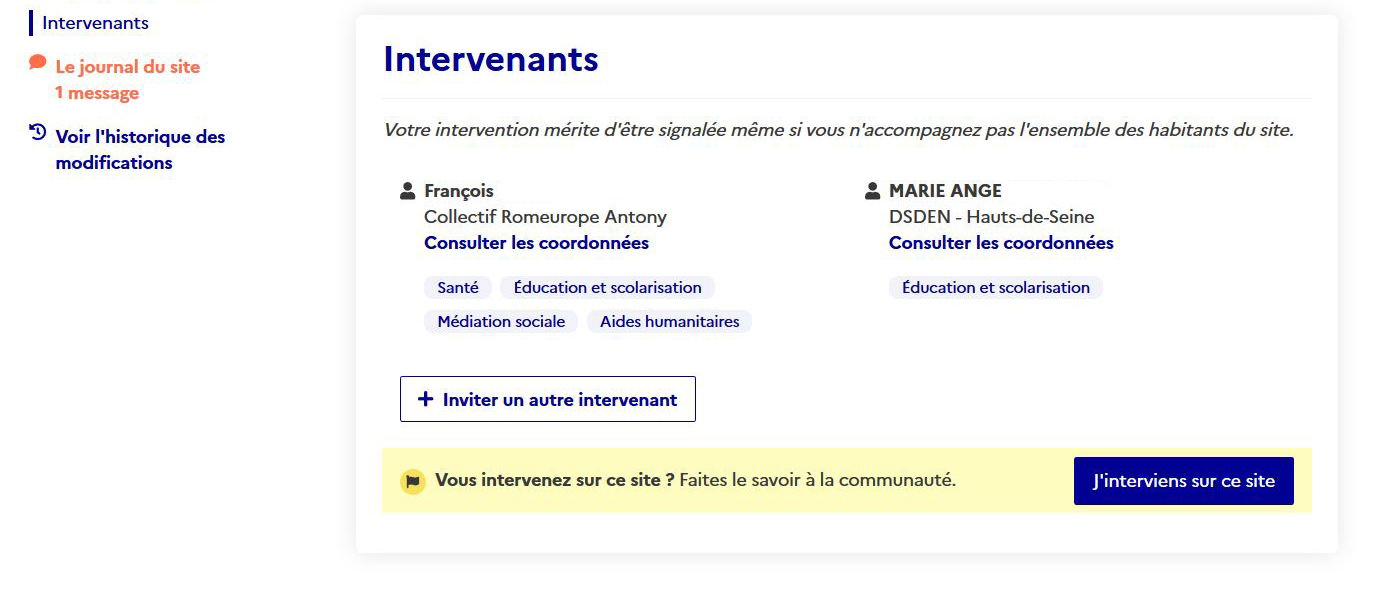 Intervenants
Le journal du site
1 message
Voir l'historique des
modifications
Intervenants
Votre intervention mérite d'être signalée même si vous n'accompagnez pas l'ensemble des habitants du site.
François
Collectif Romeurope Antony
Consulter les coordonnées
Santé Éducation et scolarisation
Médiation sociale Aides humanitaires
MARIE ANGE
DSDEN - Hauts-de-Seine
Consulter les coordonnées
Éducation et scolarisation
+ Inviter un autre intervenant
Vous intervenez sur ce site ? Faites le savoir à la communauté.
J'interviens sur ce site